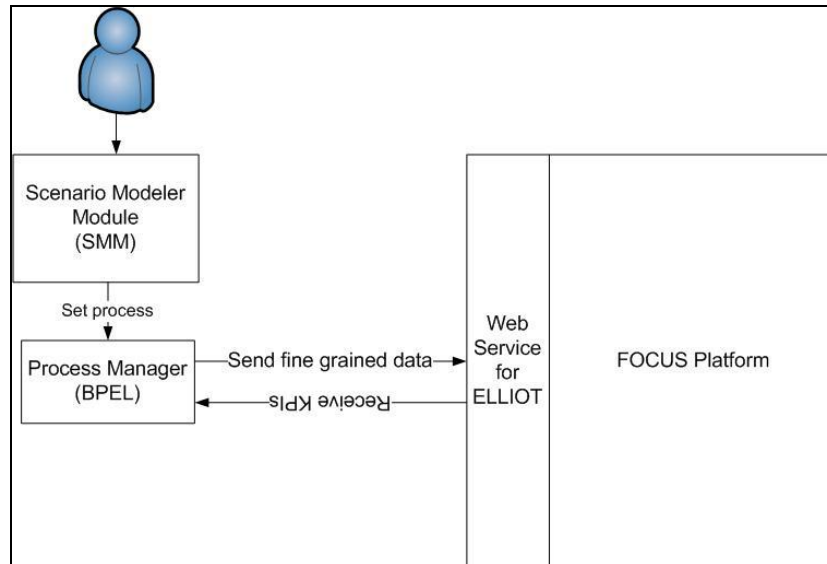 Scenario Modeler
Module
(SMM)
Set process
Process Manager
(BPEL)
Send fine grained data
Receive KPIs
Web
Service
for
ELLIOT
FOCUS Platform